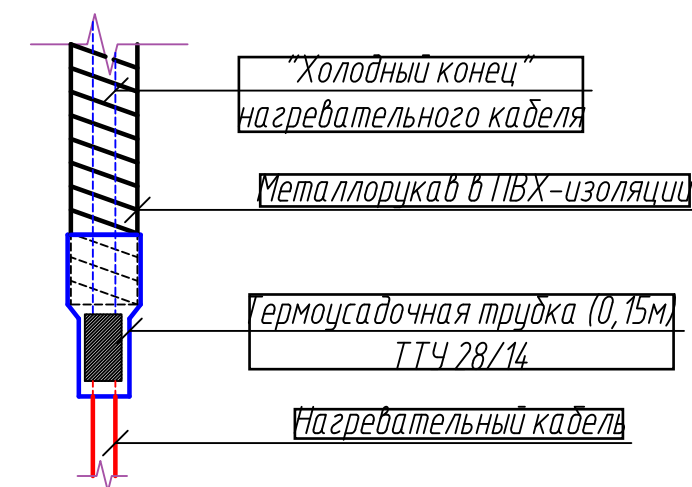 "Холодный конец"
нагревательного кабеля
Металлорукав в ПВХ-изоляции
Термоусадочная трубка (0,15м)
ТТЧ 28/14
Нагревательный кабель